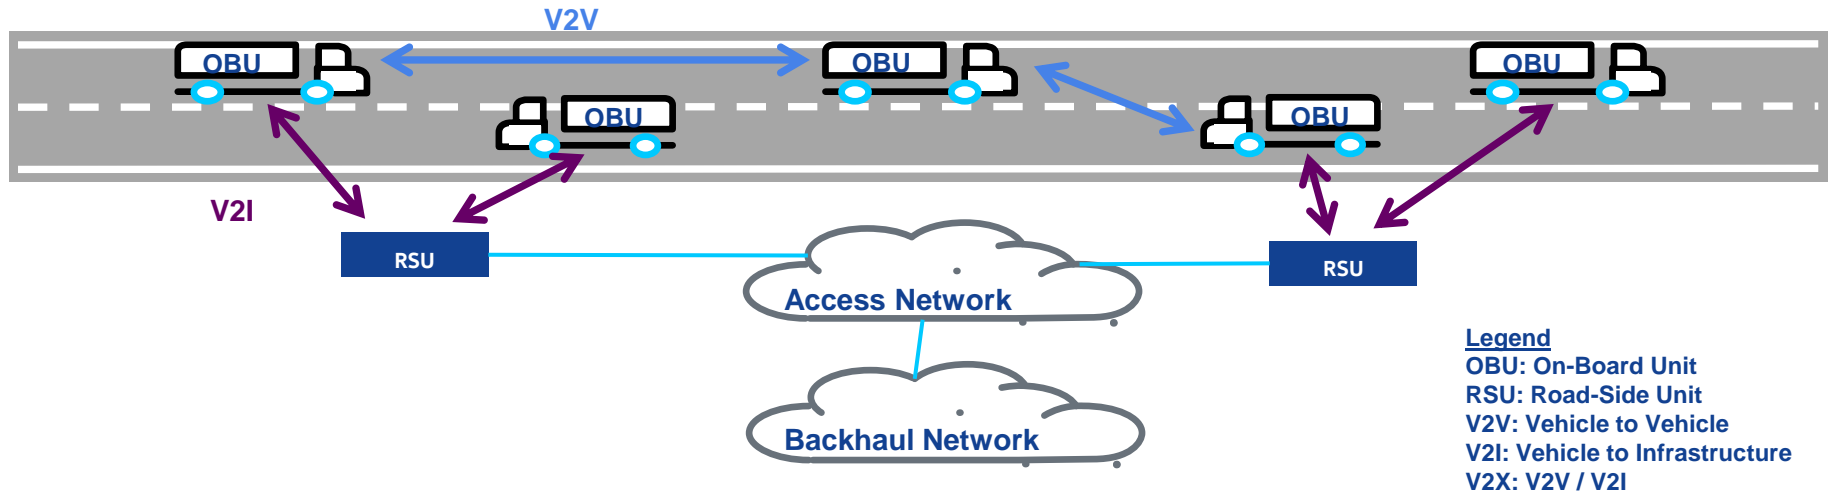 V2V
OBU
OBU
OBU
OBU
OBU
V2I
RSU
RSU
Access Network
Backhaul Network
Legend
OBU: On-Board Unit
RSU: Road-Side Unit
V2V: Vehicle to Vehicle
V2I: Vehicle to Infrastructure
V2X: V2V / V2I